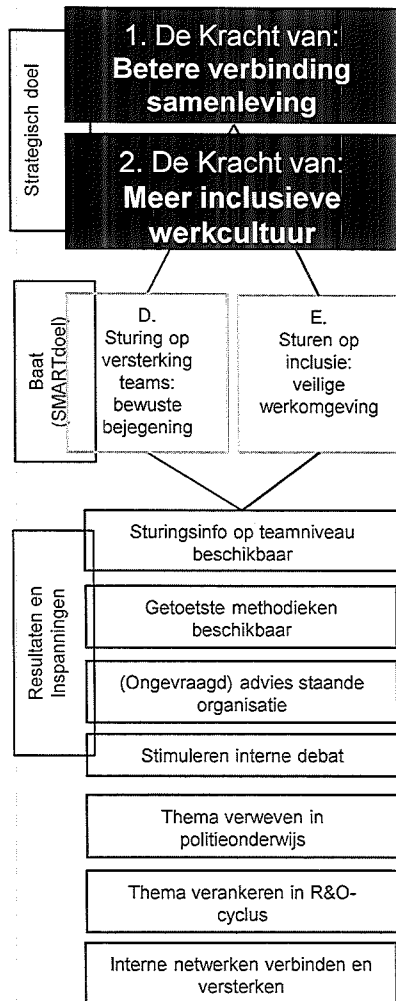 Strategisch doel
1. De Kracht van:
Betere verbinding
samenleving
2. De Kracht van:
Meer inclusieve
werkcultuur
Baat
(SMARTdoel)
D.
Sturing op
versterking
teams:
bewuste
bejegening
E.
Sturen op
inclusie:
veilige
werkomgeving
Resultaten en
Inspanningen
Sturingsinfo op teamniveau
beschikbaar
Getoetste methodieken
beschikbaar
(Ongevraagd) advies staande
organisatie
Stimuleren interne debat
Thema verweven in
politieonderwijs
Thema verankeren in R&O-
cyclus
Interne netwerken verbinden en
versterken